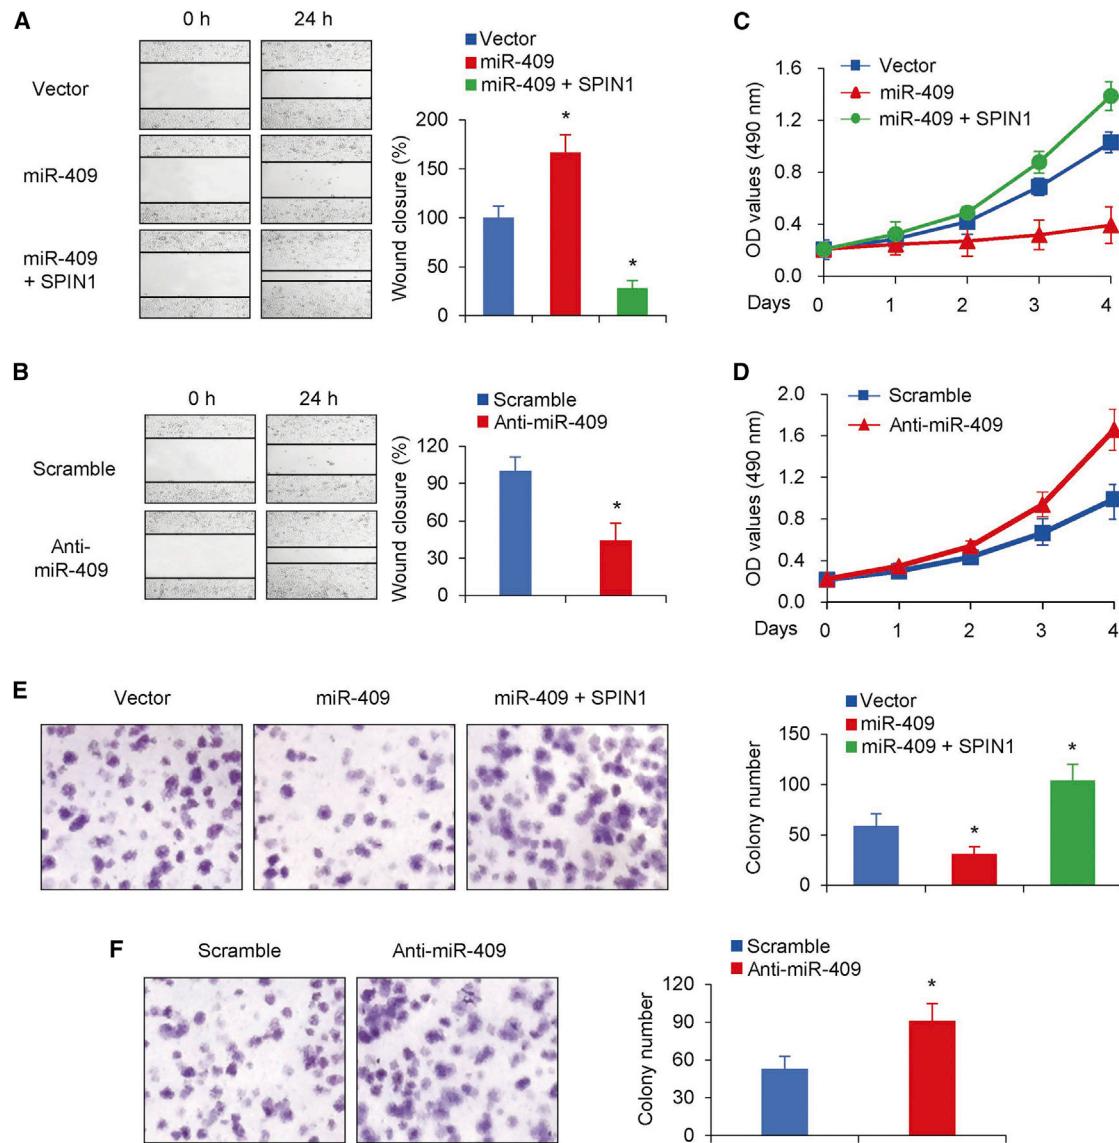 A
0 h
24 h
Vector
miR-409
miR-409
+ SPIN1
Vector
miR-409
miR-409 + SPIN1
Wound closure (%)
200
150
100
50
0
*
*
C
Vector
miR-409
miR-409 + SPIN1
OD values (490 nm)
1.6
1.2
0.8
0.4
0.0
Days
0
1
2
3
4
B
0 h
24 h
Scramble
Anti-
miR-409
Scramble
Anti-miR-409
Wound closure (%)
120
90
60
30
0
*
D
Scramble
Anti-miR-409
OD values (490 nm)
2.0
1.6
1.2
0.8
0.4
0.0
Days
0
1
2
3
4
E
Vector
miR-409
miR-409 + SPIN1
Vector
miR-409
miR-409 + SPIN1
Colony number
150
100
50
0
*
*
F
Scramble
Anti-miR-409
Scramble
Anti-miR-409
Colony number
120
90
60
30
0
*